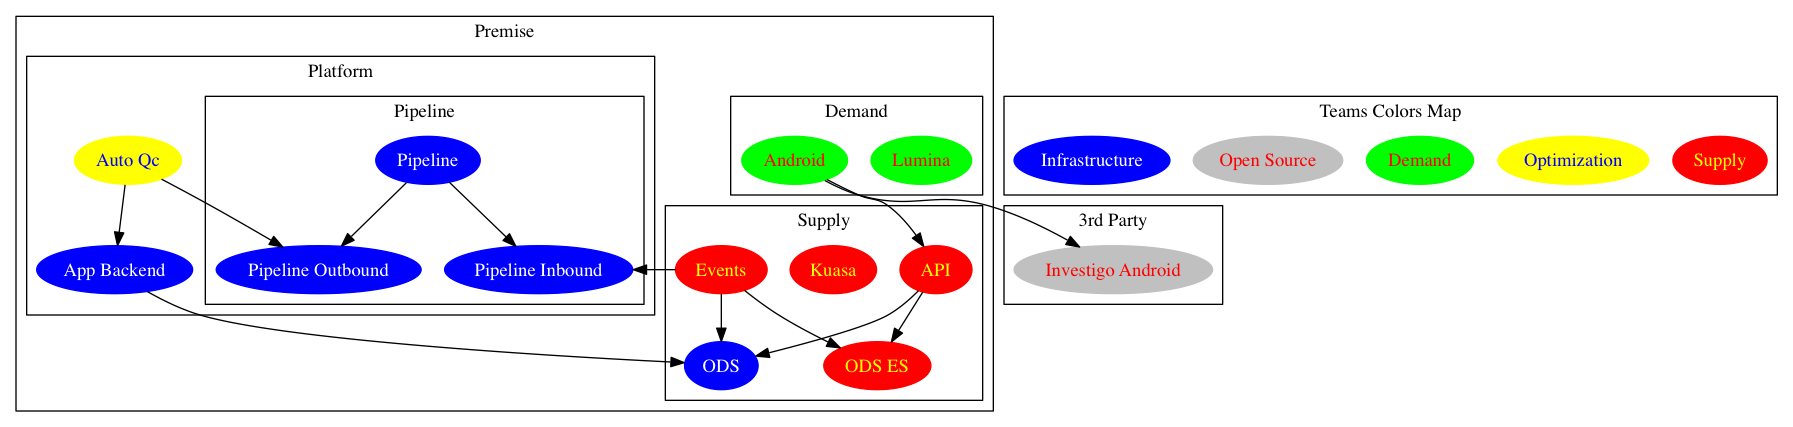 Premise
Platform
Pipeline
Demand
Teams Colors Map
Auto Qc
Pipeline
Android
Lumina
Infrastructure
Open Source
Demand
Optimization
Supply
Supply
3rd Party
App Backend
Pipeline Outbound
Pipeline Inbound
Events
Kuasa
API
Investigo Android
ODS
ODS ES